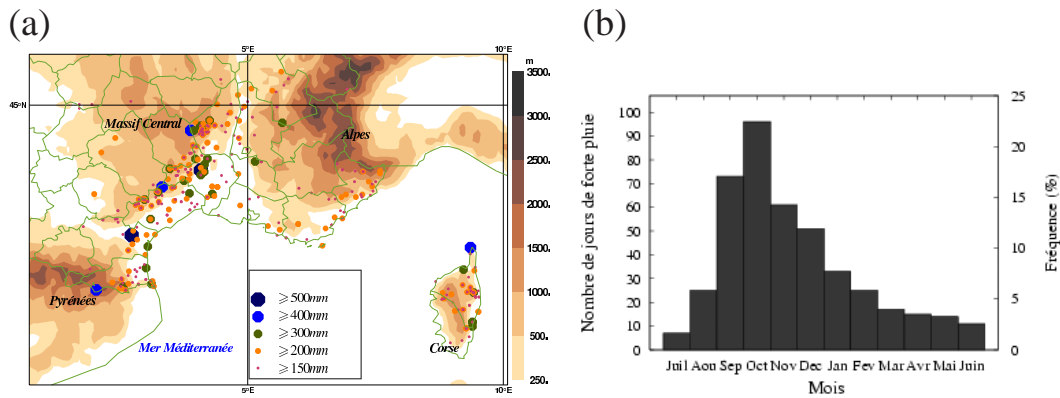 (a)
5°E
10°E
m
3500.
3000.
2500.
2000.
1500.
1000.
500.
250.
45°N
Massif Central
Alpes
Pyrénées
Mer Méditerranée
Corse
≥500mm
≥400mm
≥300mm
≥200mm
≥150mm
5°E
10°E
(b)
Nombre de jours de forte pluie
100
90
80
70
60
50
40
30
20
10
0
25
20
15
10
5
0
Fréquence (%)
Juil Aou Sep Oct Nov Dec Jan Fev Mar Avr Mai Juin
Mois